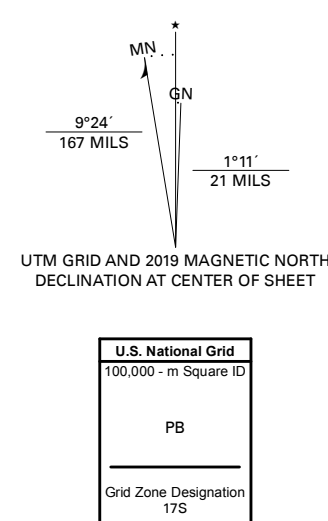 ★
MN
GN
9°24´
167 MILS
1°11´
21 MILS
UTM GRID AND 2019 MAGNETIC NORTH
DECLINATION AT CENTER OF SHEET
U.S. National Grid
100,000 - m Square ID
PB
Grid Zone Designation
17S